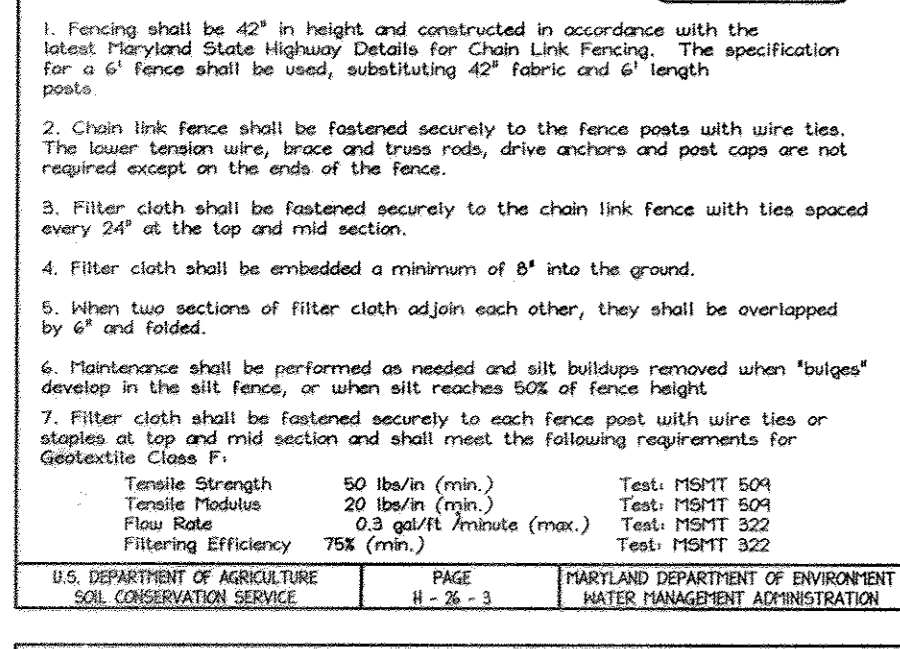 1. Fencing shall be 42" in height and constructed in accordance with the
latest Maryland State Highway Details for Chain Link Fencing. The specification
for a 6' fence shall be used, substituting 42" fabric and 6' length
posts.
2. Chain link fence shall be fastened securely to the fence posts with wire ties.
The lower tension wire, brace and truss rods, drive anchors and post caps are not
required except on the ends of the fence.
3. Filter cloth shall be fastened securely to the chain link fence with ties spaced
every 24" at the top and mid section.
4. Filter cloth shall be embedded a minimum of 8" into the ground.
5. When two sections of filter cloth adjoin each other, they shall be overlapped
by 6" and folded.
6. Maintenance shall be performed as needed and silt buildups removed when "bulges"
develop in the silt fence, or when silt reaches 50% of fence height
7. Filter cloth shall be fastened securely to each fence post with wire ties or
staples at top and mid section and shall meet the following requirements for
Geotextile Class F:
Tensile Strength 50 lbs/in (min.) Test: MSMT 509
Tensile Modulus 20 lbs/in (min.) Test: MSMT 509
Flow Rate 0.3 gal/ft /minute (max.) Test: MSMT 322
Filtering Efficiency 75% (min.) Test: MSMT 322
U.S. DEPARTMENT OF AGRICULTURE PAGE MARYLAND DEPARTMENT OF ENVIRONMENT
SOIL CONSERVATION SERVICE H - 26 - 3 WATER MANAGEMENT ADMINISTRATION